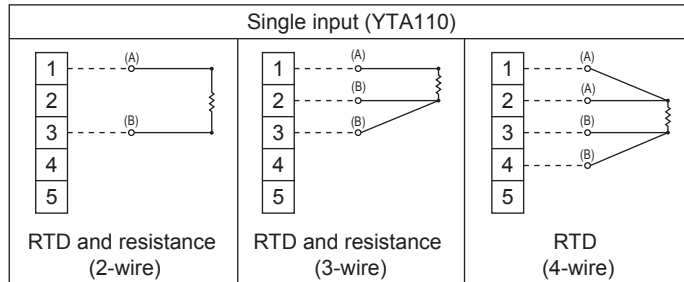 Single input (YTA110)
1 (A)
2
3 (B)
4
5
RTD and resistance
(2-wire)
1 (A)
2 (B)
3 (B)
4
5
RTD and resistance
(3-wire)
1 (A)
2 (A)
3 (B)
4 (B)
5
RTD
(4-wire)